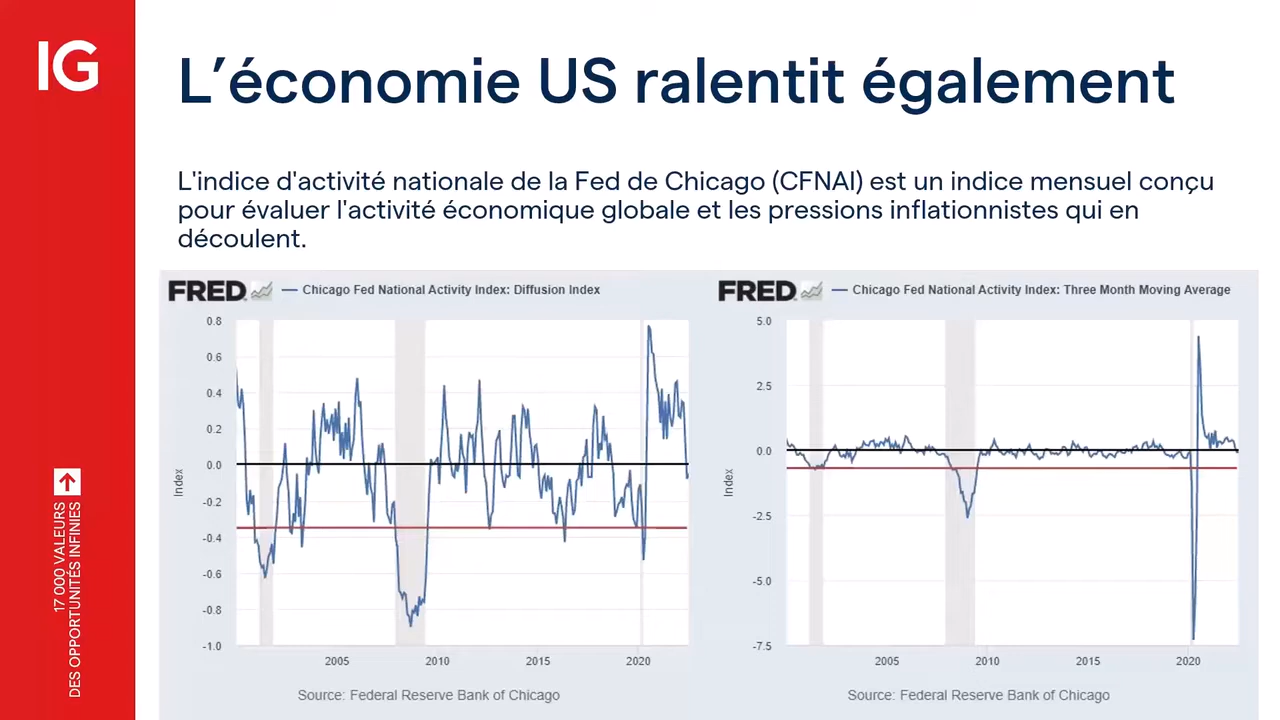 IG
L'économie US ralentit également
L'indice d'activité nationale de la Fed de Chicago (CFNAI) est un indice mensuel conçu
pour évaluer l'activité économique globale et les pressions inflationnistes qui en
découlent.
FRED
Chicago Fed National Activity Index: Diffusion Index
0.8
0.6
0.4
0.2
0.0
-0.2
-0.4
-0.6
-0.8
-1.0
Index
2005 2010 2015 2020
Source: Federal Reserve Bank of Chicago
FRED
Chicago Fed National Activity Index: Three Month Moving Average
5.0
2.5
0.0
-2.5
-5.0
-7.5
Index
2005 2010 2015 2020
Source: Federal Reserve Bank of Chicago
17 000 VALEURS
DES OPPORTUNITÉS INFINIES